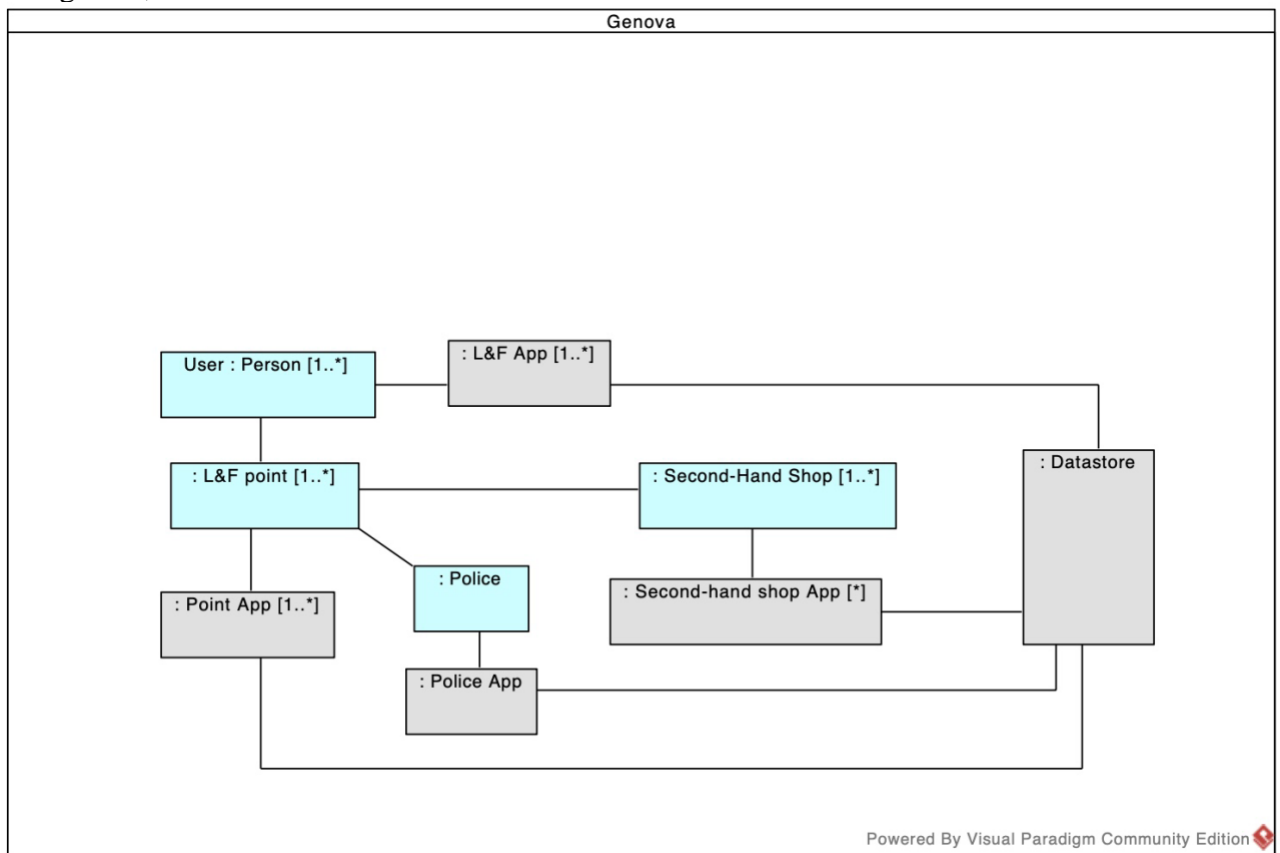 Genova
User : Person [1..*]
: L&F App [1..*]
: Datastore
: L&F point [1..*]
: Second-Hand Shop [1..*]
: Police
: Second-hand shop App [*]
: Point App [1..*]
: Police App
Powered By Visual Paradigm Community Edition